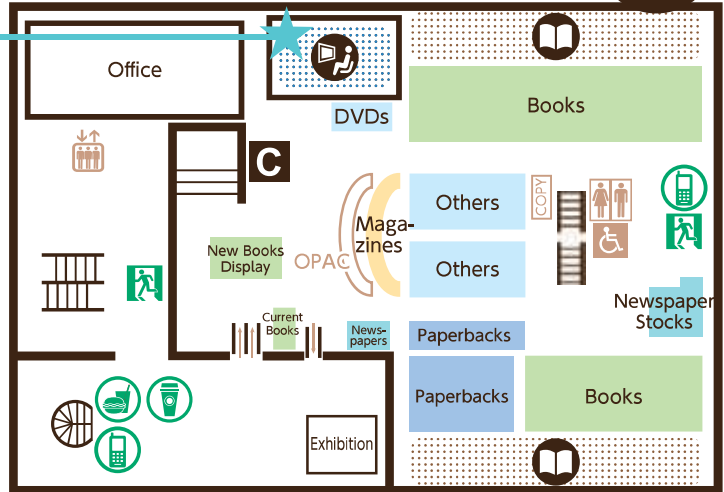 Office
Books
DVDs
C
Others
COPY
Maga-
zines
New Books
Display
OPAC
Others
Newspaper
Stocks
Current
Books
News-
papers
Paperbacks
Paperbacks
Books
Exhibition